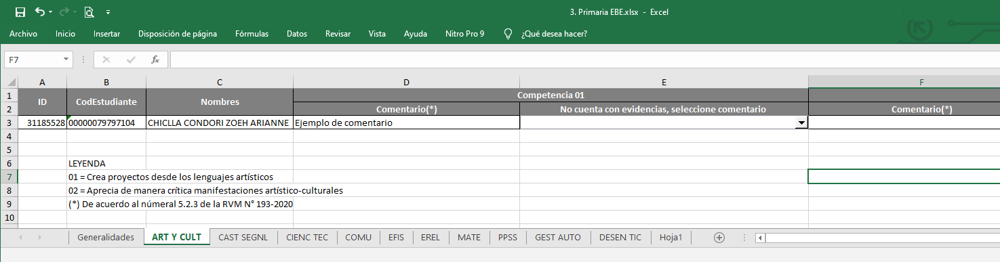 3. Primaria EBE.xlsx - Excel
Archivo Inicio Insertar Disposición de página Fórmulas Datos Revisar Vista Ayuda Nitro Pro 9 ¿Qué desea hacer?
F7 fx
A B C D E F
1 ID CodEstudiante Nombres Competencia 01
2 Comentario(*) No cuenta con evidencias, seleccione comentario Comentario(*)
3 31185528 00000079797104 CHICLLA CONDORI ZOEH ARIANNE Ejemplo de comentario
4
5
6 LEYENDA
7 01 = Crea proyectos desde los lenguajes artísticos
8 02 = Aprecia de manera crítica manifestaciones artístico-culturales
9 (*) De acuerdo al númeral 5.2.3 de la RVM N° 193-2020
10
Generalidades ART Y CULT CAST SEGNL CIENC TEC COMU EFIS EREL MATE PPSS GEST AUTO DESEN TIC Hoja1